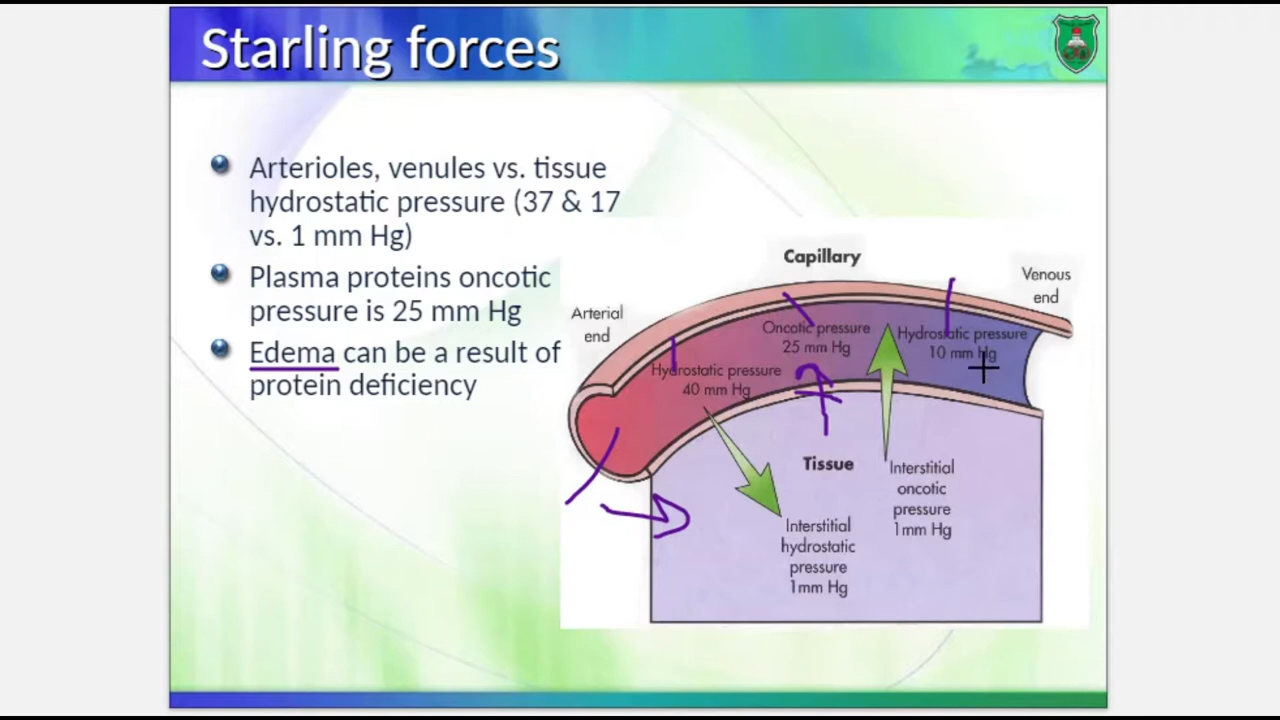 Starling forces
Arterioles, venules vs. tissue
hydrostatic pressure (37 & 17
vs. 1 mm Hg)
Plasma proteins oncotic
pressure is 25 mm Hg
Edema can be a result of
protein deficiency
Capillary
Venous
end
Arterial
end
Oncotic pressure
25 mm Hg
Hydrostatic pressure
10 mm Hg
Hydrostatic pressure
40 mm Hg
Tissue
Interstitial
oncotic
pressure
1mm Hg
Interstitial
hydrostatic
pressure
1mm Hg